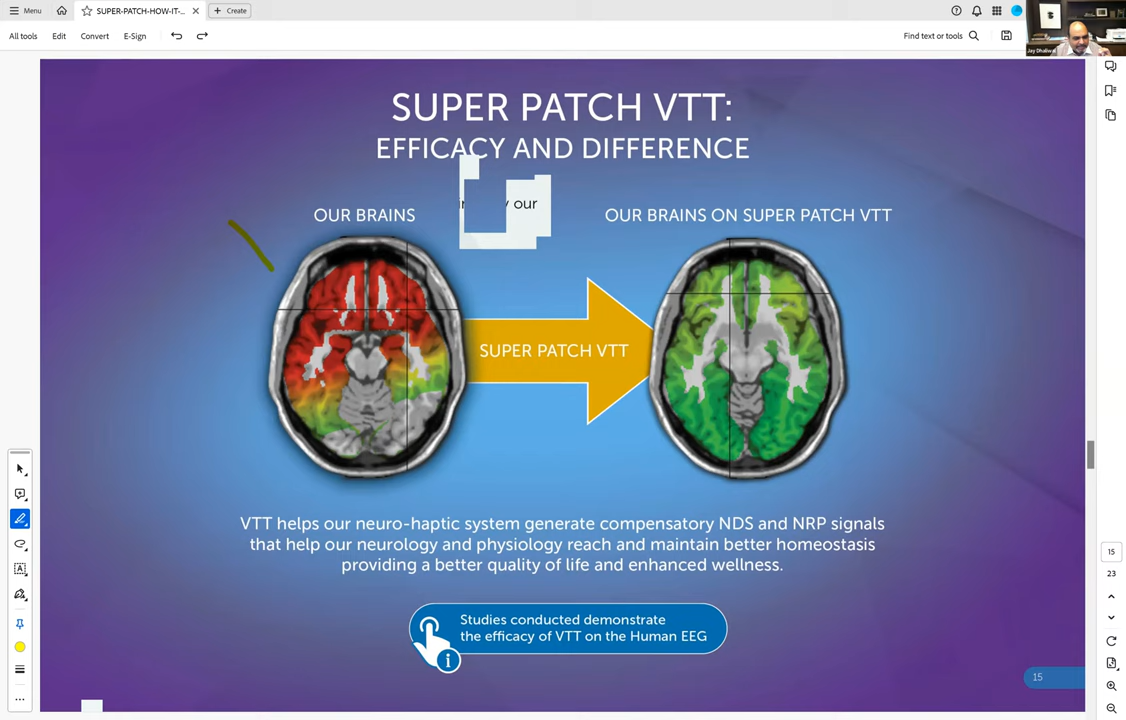 Menu
SUPER-PATCH-HOW-IT-...
Create
All tools
Edit
Convert
E-Sign
Find text or tools
Jay Dhaliwal
SUPER PATCH VTT:
EFFICACY AND DIFFERENCE
our
OUR BRAINS
OUR BRAINS ON SUPER PATCH VTT
SUPER PATCH VTT
VTT helps our neuro-haptic system generate compensatory NDS and NRP signals
that help our neurology and physiology reach and maintain better homeostasis
providing a better quality of life and enhanced wellness.
Studies conducted demonstrate
the efficacy of VTT on the Human EEG
15
15
23